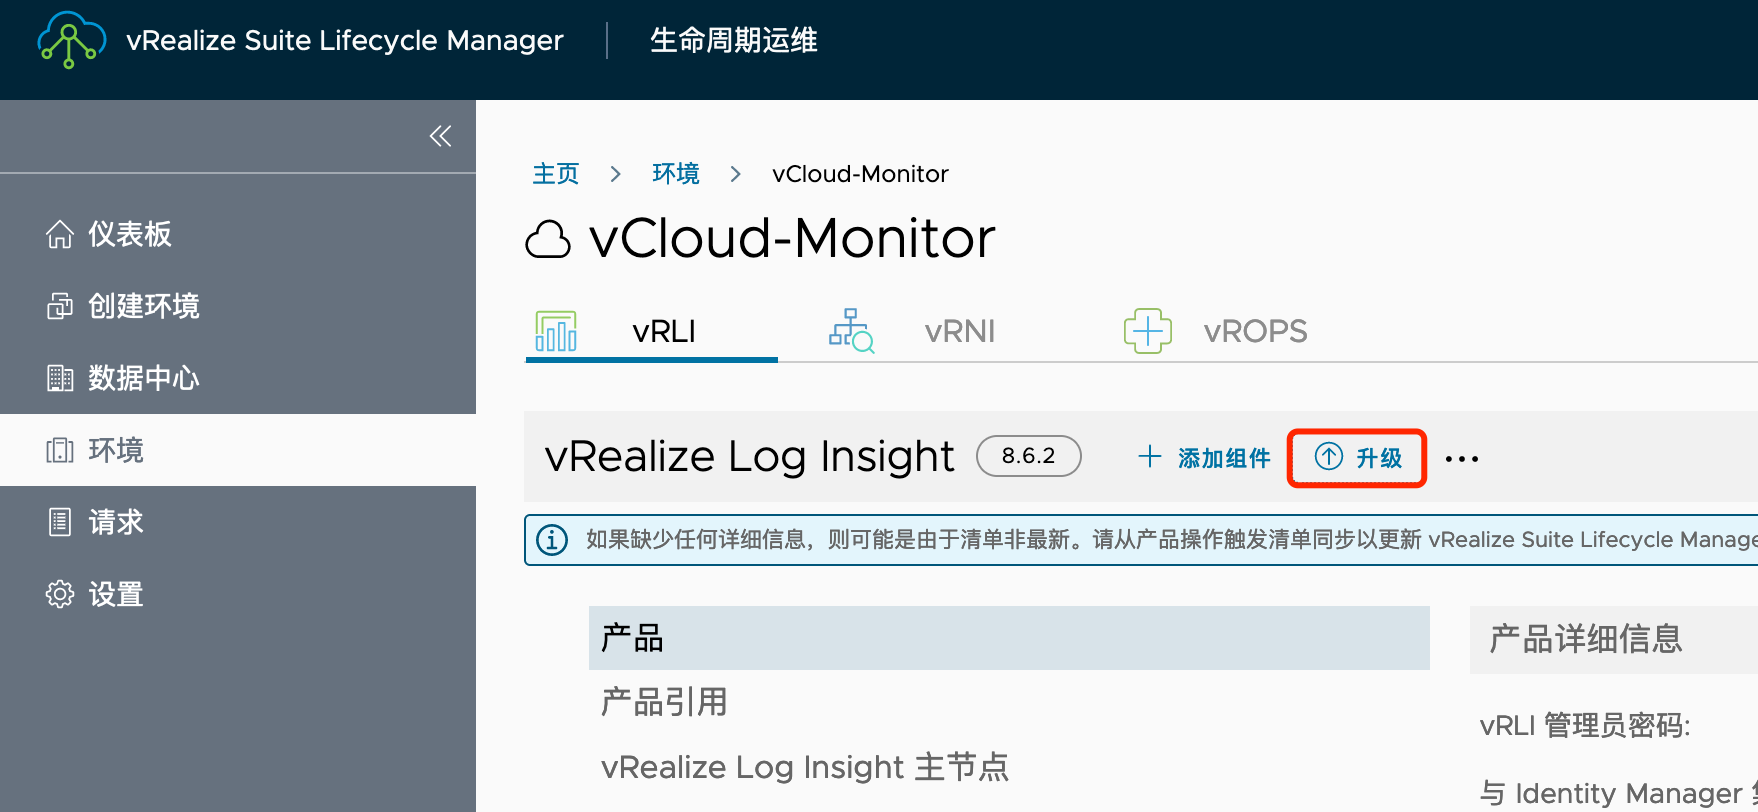 vRealize Suite Lifecycle Manager
生命周期运维
仪表板
创建环境
数据中心
环境
请求
设置
主页 > 环境 > vCloud-Monitor
vCloud-Monitor
vRLI
vRNI
vROPS
vRealize Log Insight 8.6.2
添加组件
升级
如果缺少任何详细信息，则可能是由于清单非最新。请从产品操作触发清单同步以更新 vRealize Suite Lifecycle Manage
产品
产品引用
vRealize Log Insight 主节点
产品详细信息
vRLI 管理员密码:
与 Identity Manager